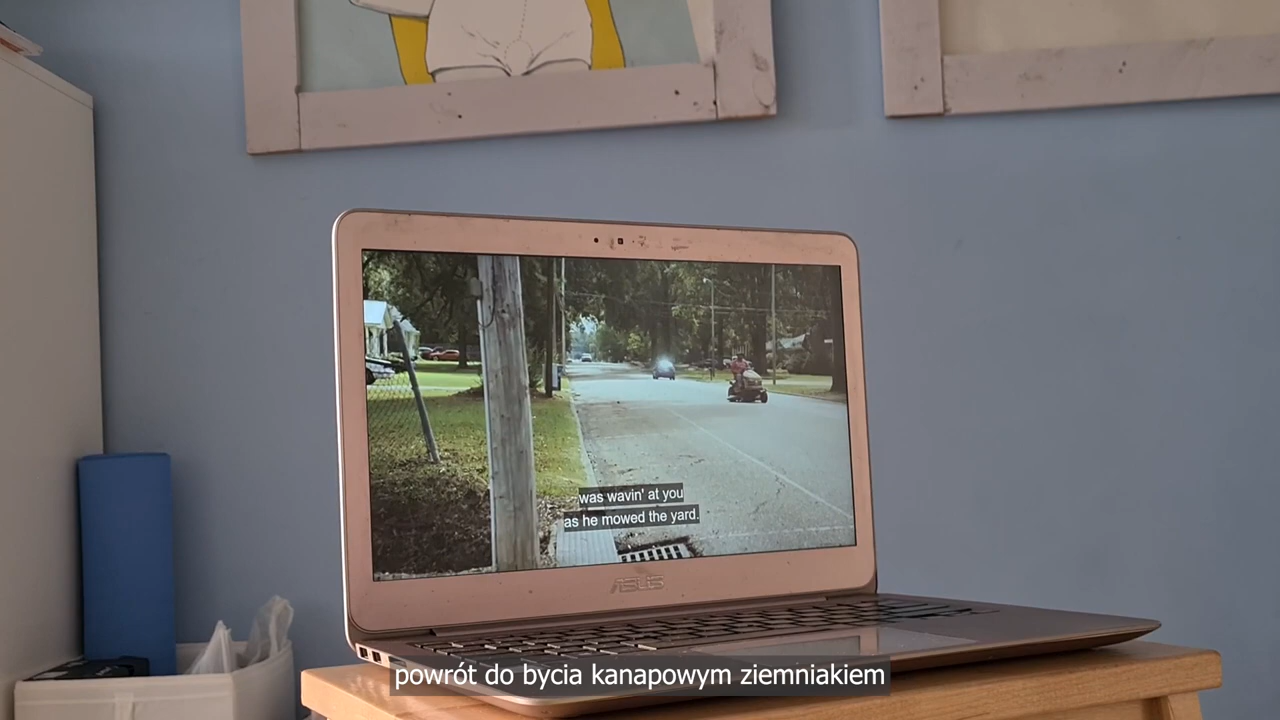 was wavin' at you
as he mowed the yard.
ASUS
powrót do bycia kanapowym ziemniakiem